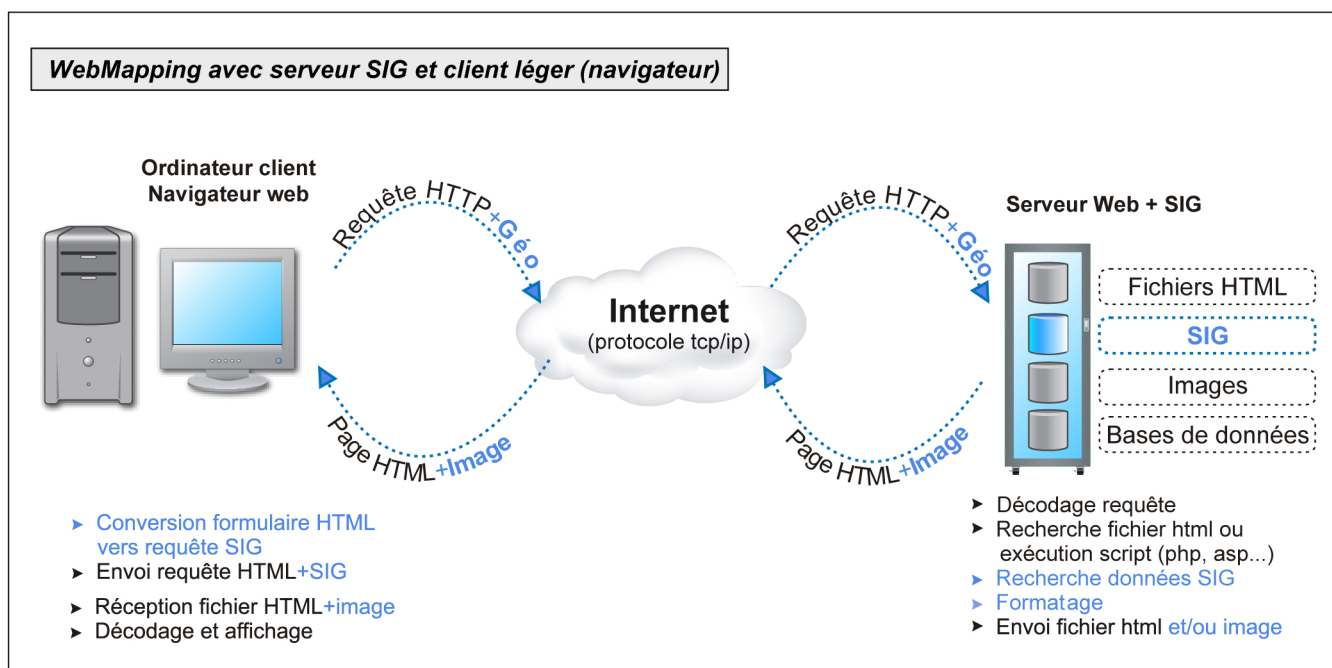 WebMapping avec serveur SIG et client léger (navigateur)
Ordinateur client
Navigateur web
Requête HTTP+Géo
Requête HTTP+Géo
Serveur Web + SIG
Internet
(protocole tcp/ip)
Fichiers HTML
SIG
Images
Bases de données
Page HTML+Image
Page HTML+Image
➤ Conversion formulaire HTML
vers requête SIG
➤ Envoi requête HTML+SIG
➤ Réception fichier HTML+image
➤ Décodage et affichage
➤ Décodage requête
➤ Recherche fichier html ou
exécution script (php, asp...)
➤ Recherche données SIG
➤ Formatage
➤ Envoi fichier html et/ou image